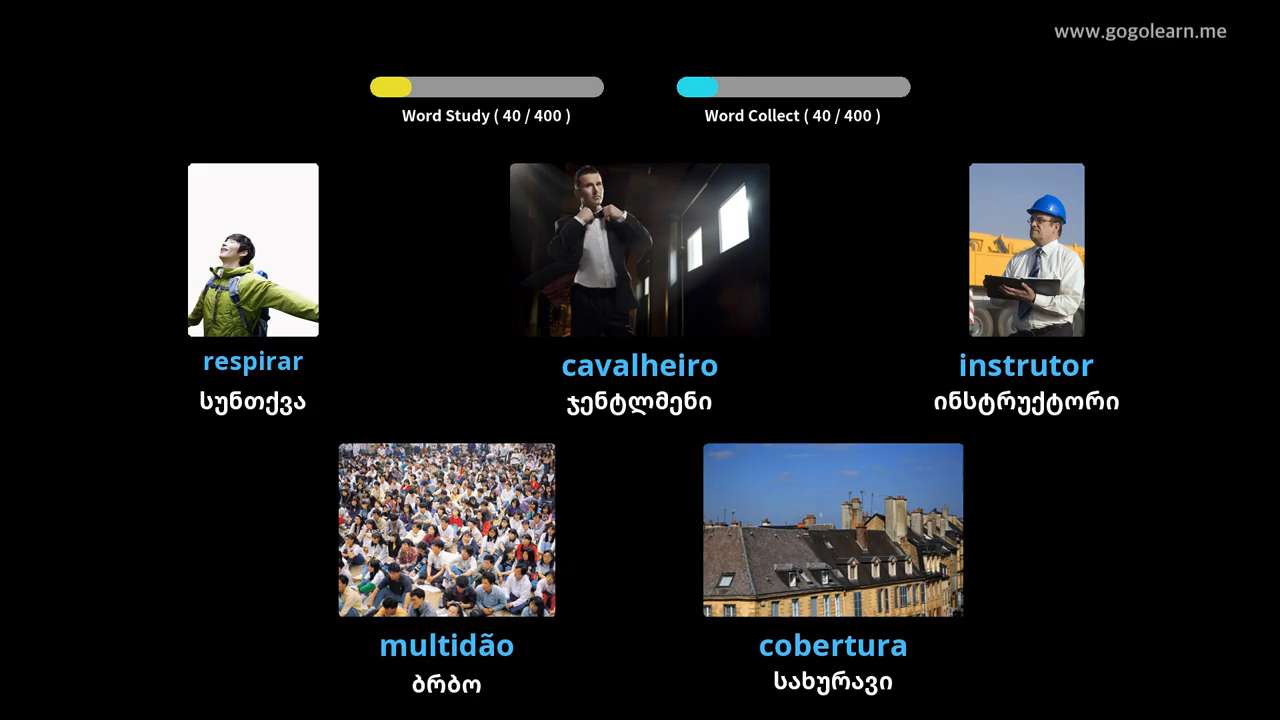 www.gogolearn.me
Word Study ( 40 / 400 )
Word Collect ( 40 / 400 )
respirar
სუნთქვა
cavalheiro
ჯენტლმენი
instrutor
ინსტრუქტორი
multidão
ბრბო
cobertura
სახურავი